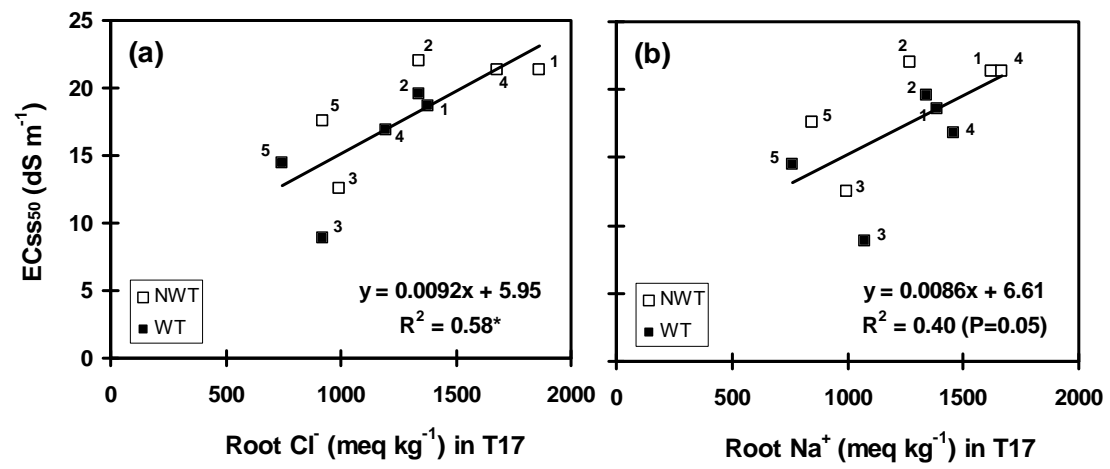 (a)
ECss50 (dS m-1)
25
20
15
10
5
0
2
4
1
5
2
1
4
5
3
3
NWT
WT
y = 0.0092x + 5.95
R2 = 0.58*
0 500 1000 1500 2000
Root Cl- (meq kg-1) in T17
(b)
2
1 4
5
2
1
4
5
3
3
NWT
WT
y = 0.0086x + 6.61
R2 = 0.40 (P=0.05)
0 500 1000 1500 2000
Root Na+ (meq kg-1) in T17